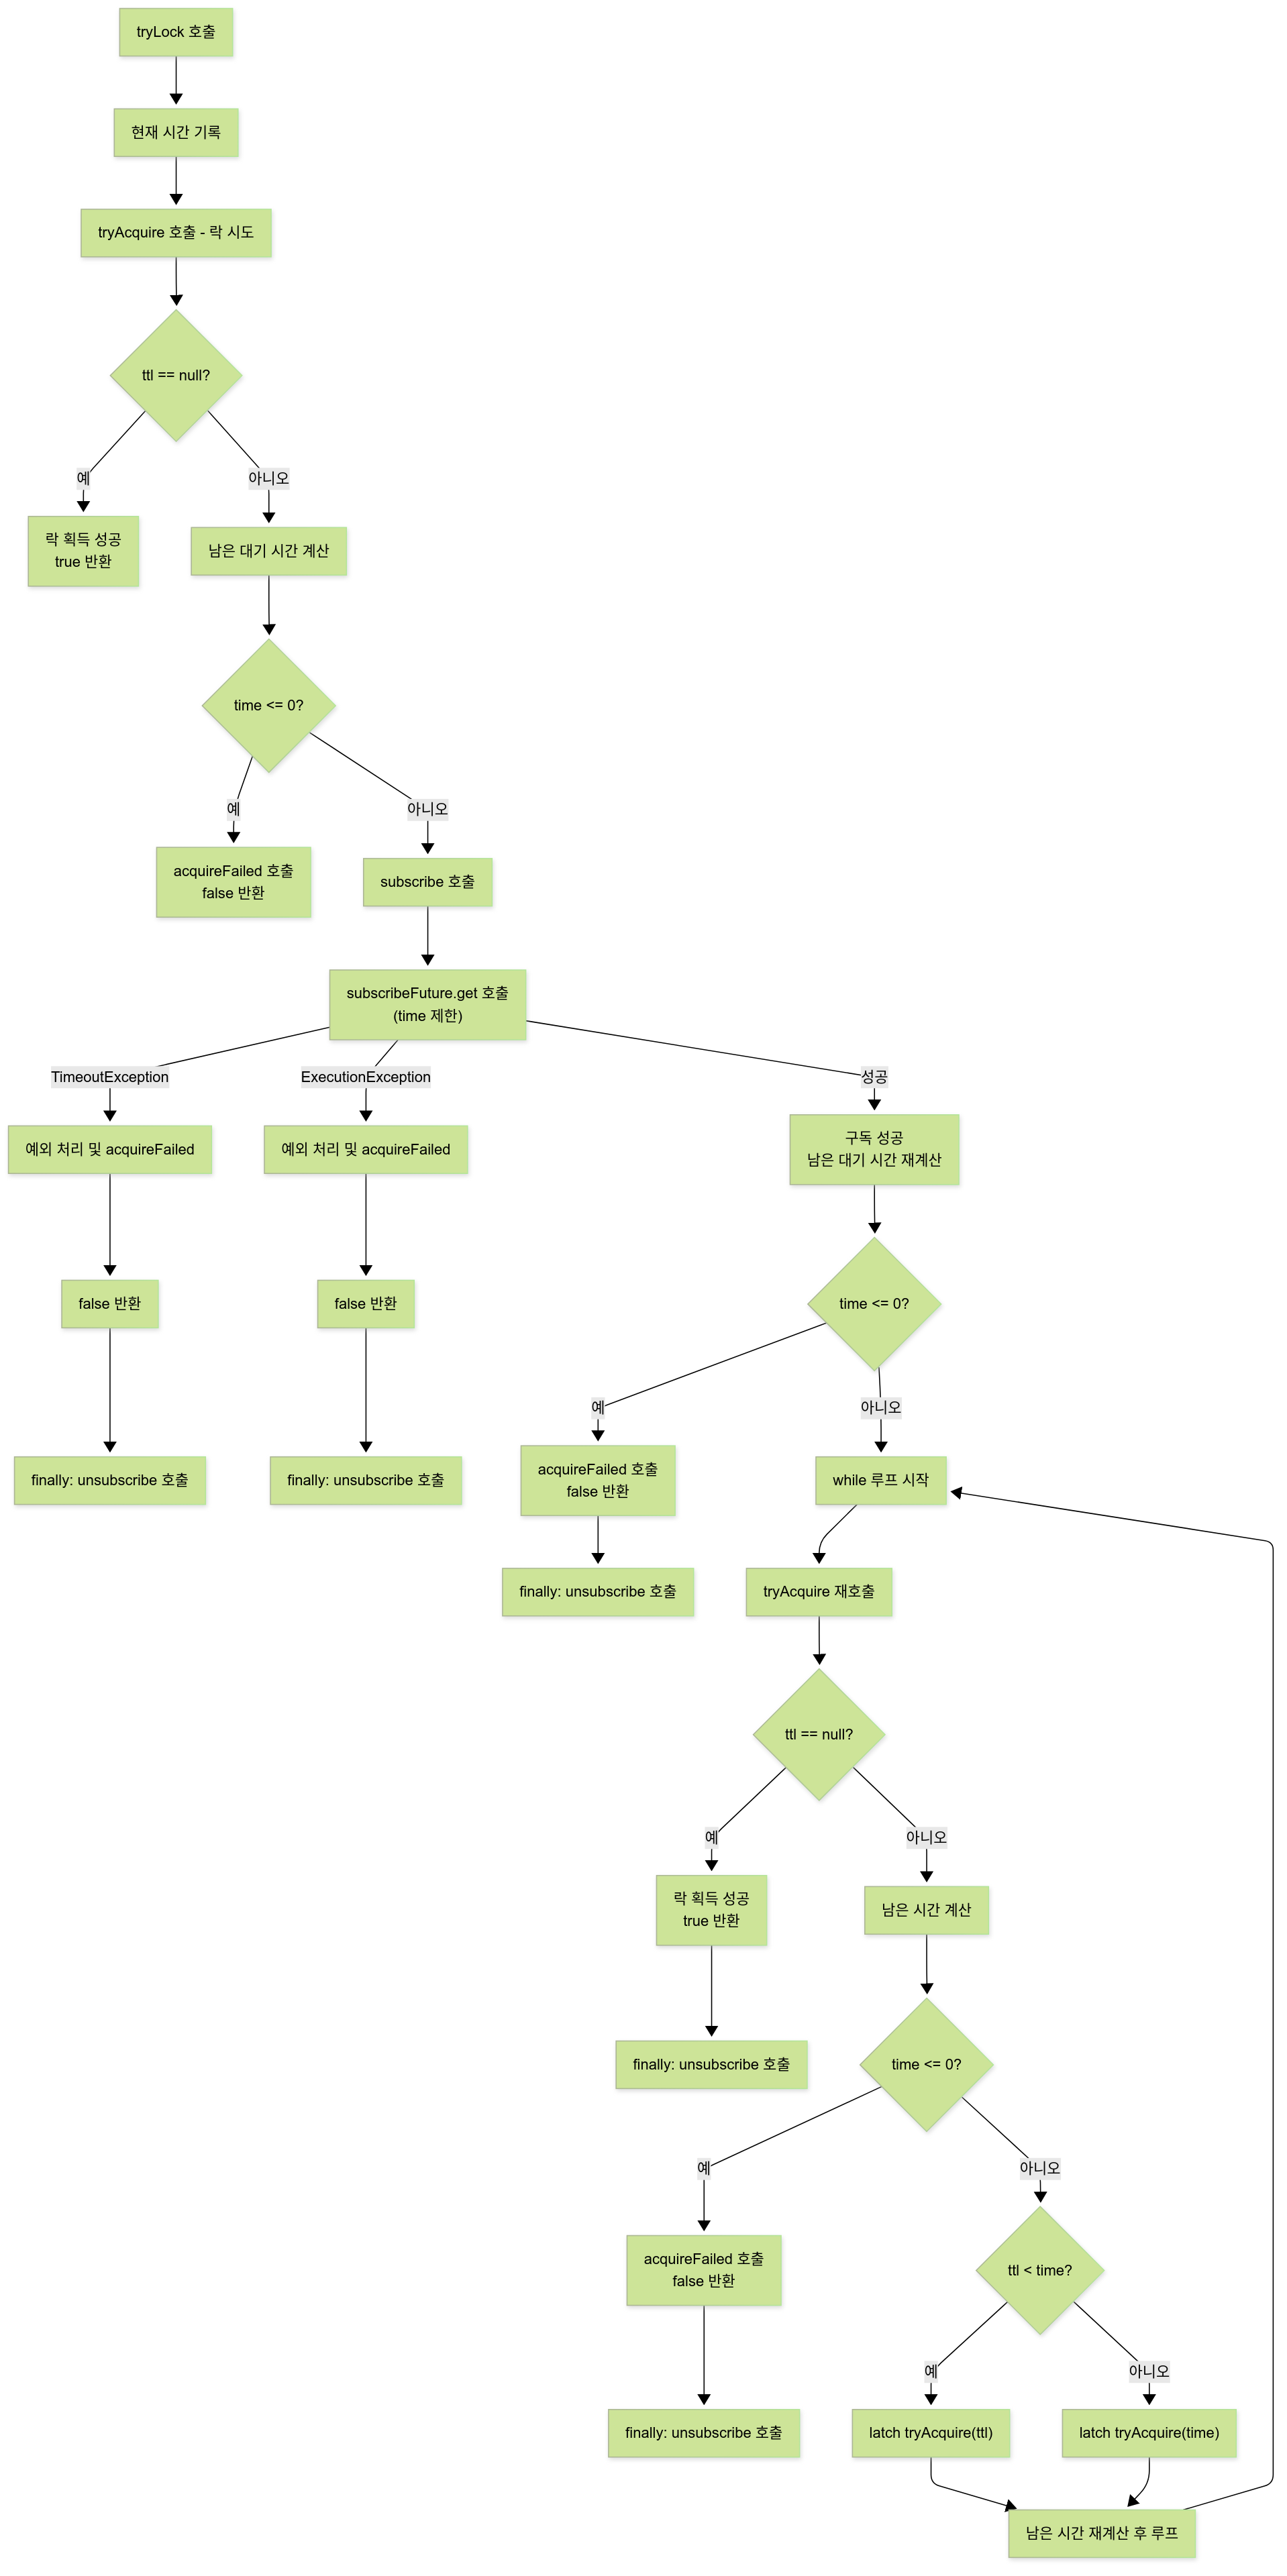 tryLock 호출
현재 시간 기록
tryAcquire 호출 - 락 시도
ttl == null?
예
아니오
락 획득 성공
true 반환
남은 대기 시간 계산
time <= 0?
예
아니오
acquireFailed 호출
false 반환
subscribe 호출
subscribeFuture.get 호출
(time 제한)
TimeoutException
ExecutionException
성공
예외 처리 및 acquireFailed
예외 처리 및 acquireFailed
구독 성공
남은 대기 시간 재계산
false 반환
false 반환
time <= 0?
예
아니오
finally: unsubscribe 호출
finally: unsubscribe 호출
acquireFailed 호출
false 반환
while 루프 시작
finally: unsubscribe 호출
tryAcquire 재호출
ttl == null?
예
아니오
락 획득 성공
true 반환
남은 시간 계산
finally: unsubscribe 호출
time <= 0?
예
아니오
acquireFailed 호출
false 반환
ttl < time?
예
아니오
finally: unsubscribe 호출
latch tryAcquire(ttl)
latch tryAcquire(time)
남은 시간 재계산 후 루프